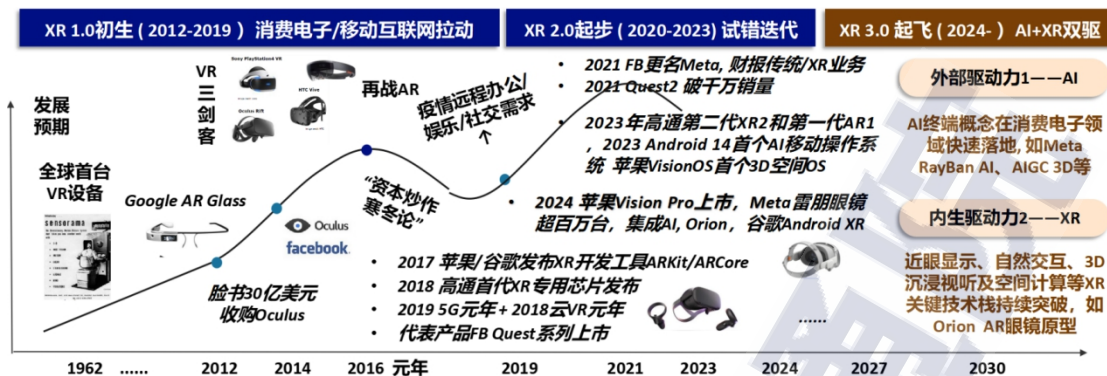 XR 1.0初生 (2012-2019 ) 消费电子/移动互联网拉动
XR 2.0起步 ( 2020-2023) 试错迭代
XR 3.0 起飞 ( 2024- ) AI+XR双驱
发展
预期
全球首台
VR设备
sensorama
Google AR Glass
VR
三
剑
客
Sony PlayStation4 VR
HTC Vive
Oculus Rift
Oculus
facebook.
脸书30亿美元
收购Oculus
再战AR
“资本炒作
寒冬论”
疫情远程办公/
娱乐/社交需求
↑
• 2021 FB更名Meta, 财报传统/XR业务
• 2021 Quest2 破千万销量
• 2023年高通第二代XR2和第一代AR1
，2023 Android 14首个AI移动操作系
统 苹果VisionOS首个3D空间OS
• 2024 苹果Vision Pro上市，Meta雷朋眼镜
超百万台，集成AI, Orion，谷歌Android XR
• 2017 苹果/谷歌发布XR开发工具ARKit/ARCore
• 2018 高通首代XR专用芯片发布
• 2019 5G元年+ 2018云VR元年
• 代表产品FB Quest系列上市
......
外部驱动力1——AI
AI终端概念在消费电子领
域快速落地, 如Meta
RayBan AI、AIGC 3D等
内生驱动力2——XR
近眼显示、自然交互、3D
沉浸视听及空间计算等XR
关键技术栈持续突破，如
Orion AR眼镜原型
1962 ...... 2012 2014 2016 元年 2019 2021 2023 2024 2027 2030